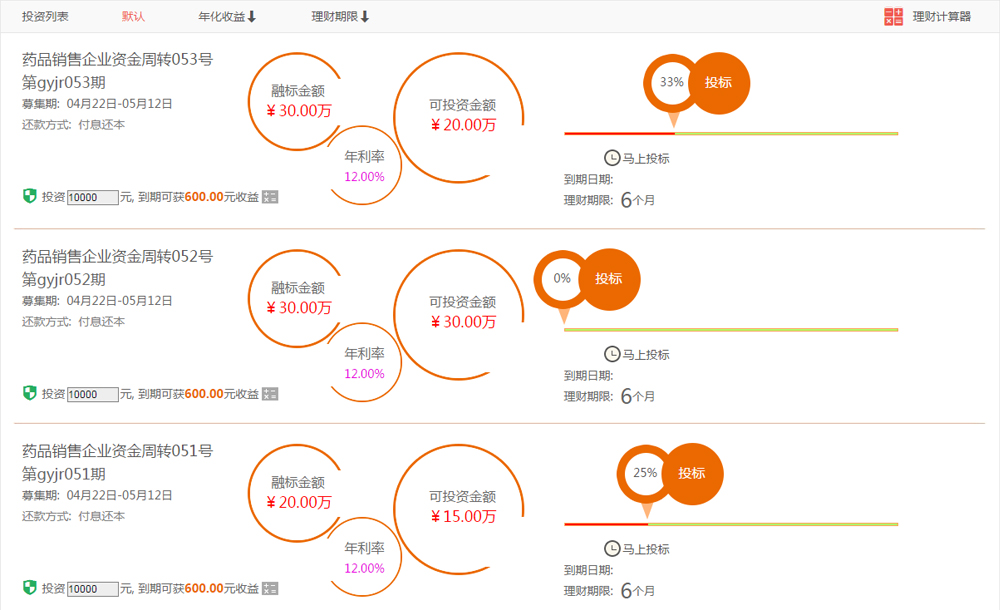 投资列表 默认 年化收益 理财期限 理财计算器
药品销售企业资金周转053号
第gyjr053期
募集期: 04月22日-05月12日
还款方式: 付息还本
投资 10000 元, 到期可获600.00元收益
融标金额
¥ 30.00万
年利率
12.00%
可投资金额
¥ 20.00万
33% 投标
马上投标
到期日期:
理财期限: 6个月
药品销售企业资金周转052号
第gyjr052期
募集期: 04月22日-05月12日
还款方式: 付息还本
投资 10000 元, 到期可获600.00元收益
融标金额
¥ 30.00万
年利率
12.00%
可投资金额
¥ 30.00万
0% 投标
马上投标
到期日期:
理财期限: 6个月
药品销售企业资金周转051号
第gyjr051期
募集期: 04月22日-05月12日
还款方式: 付息还本
投资 10000 元, 到期可获600.00元收益
融标金额
¥ 20.00万
年利率
12.00%
可投资金额
¥ 15.00万
25% 投标
马上投标
到期日期:
理财期限: 6个月